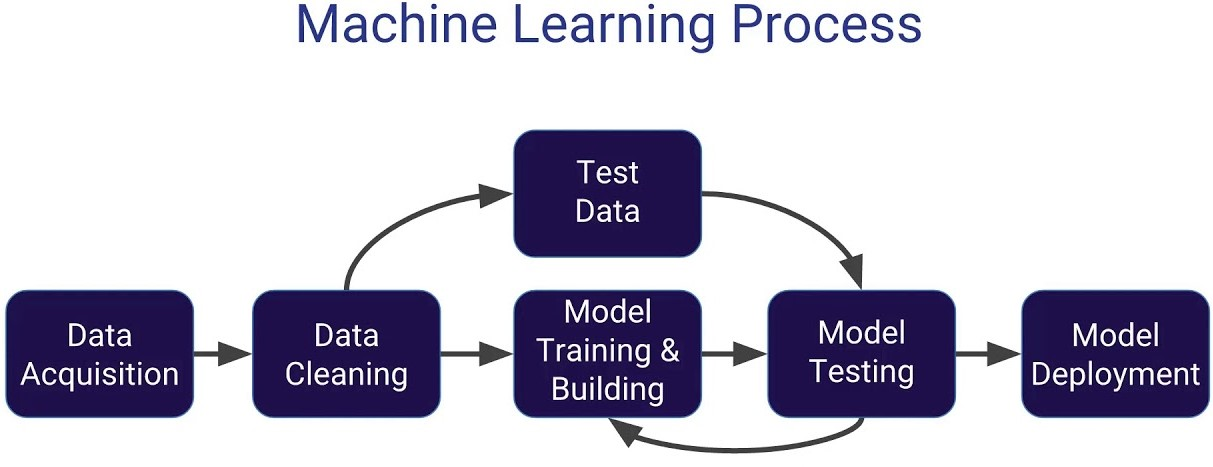 Machine Learning Process
Test
Data
Data
Acquisition
Data
Cleaning
Model
Training &
Building
Model
Testing
Model
Deployment